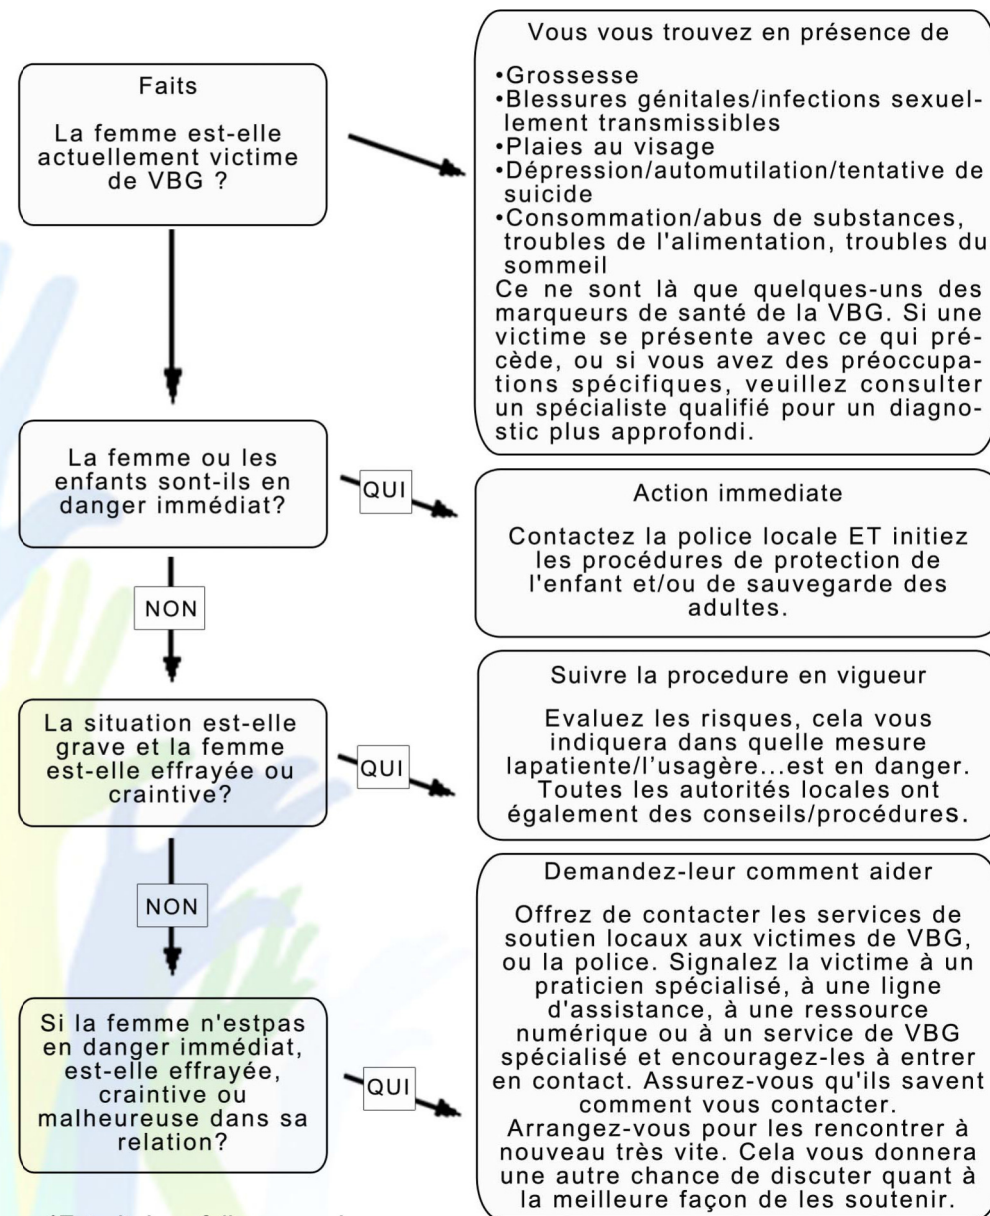 Faits
La femme est-elle
actuellement victime
de VBG ?
Vous vous trouvez en présence de
•Grossesse
•Blessures génitales/infections sexuel-
lement transmissibles
•Plaies au visage
•Dépression/automutilation/tentative de
suicide
•Consommation/abus de substances,
troubles de l'alimentation, troubles du
sommeil
Ce ne sont là que quelques-uns des
marqueurs de santé de la VBG. Si une
victime se présente avec ce qui pré-
cède, ou si vous avez des préoccupa-
tions spécifiques, veuillez consulter
un spécialiste qualifié pour un diagno-
stic plus approfondi.
La femme ou les
enfants sont-ils en
danger immédiat?
QUI
Action immediate
Contactez la police locale ET initiez
les procédures de protection de
l'enfant et/ou de sauvegarde des
adultes.
NON
La situation est-elle
grave et la femme
est-elle effrayée ou
craintive?
QUI
Suivre la procedure en vigueur
Evaluez les risques, cela vous
indiquera dans quelle mesure
lapatiente/l'usagère...est en danger.
Toutes les autorités locales ont
également des conseils/procédures.
NON
Si la femme n'estpas
en danger immédiat,
est-elle effrayée,
craintive ou
malheureuse dans sa
relation?
QUI
Demandez-leur comment aider
Offrez de contacter les services de
soutien locaux aux victimes de VBG,
ou la police. Signalez la victime à un
praticien spécialisé, à une ligne
d'assistance, à une ressource
numérique ou à un service de VBG
spécialisé et encouragez-les à entrer
en contact. Assurez-vous qu'ils savent
comment vous contacter.
Arrangez-vous pour les rencontrer à
nouveau très vite. Cela vous donnera
une autre chance de discuter quant à
la meilleure façon de les soutenir.